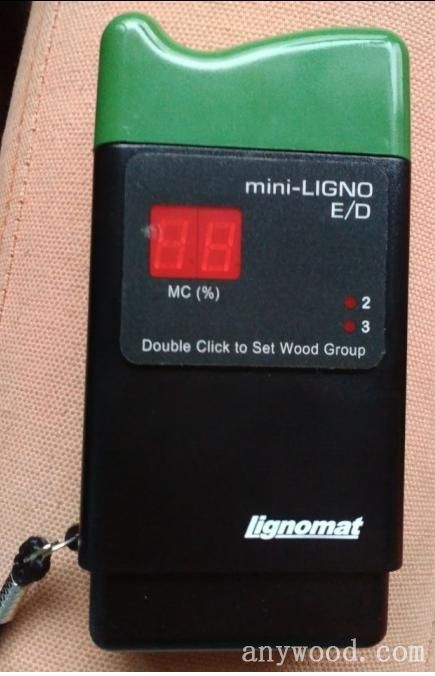 mini-LIGNO
E/D
MC (%)
2
3
Double Click to Set Wood Group
lignomat
anywood.com